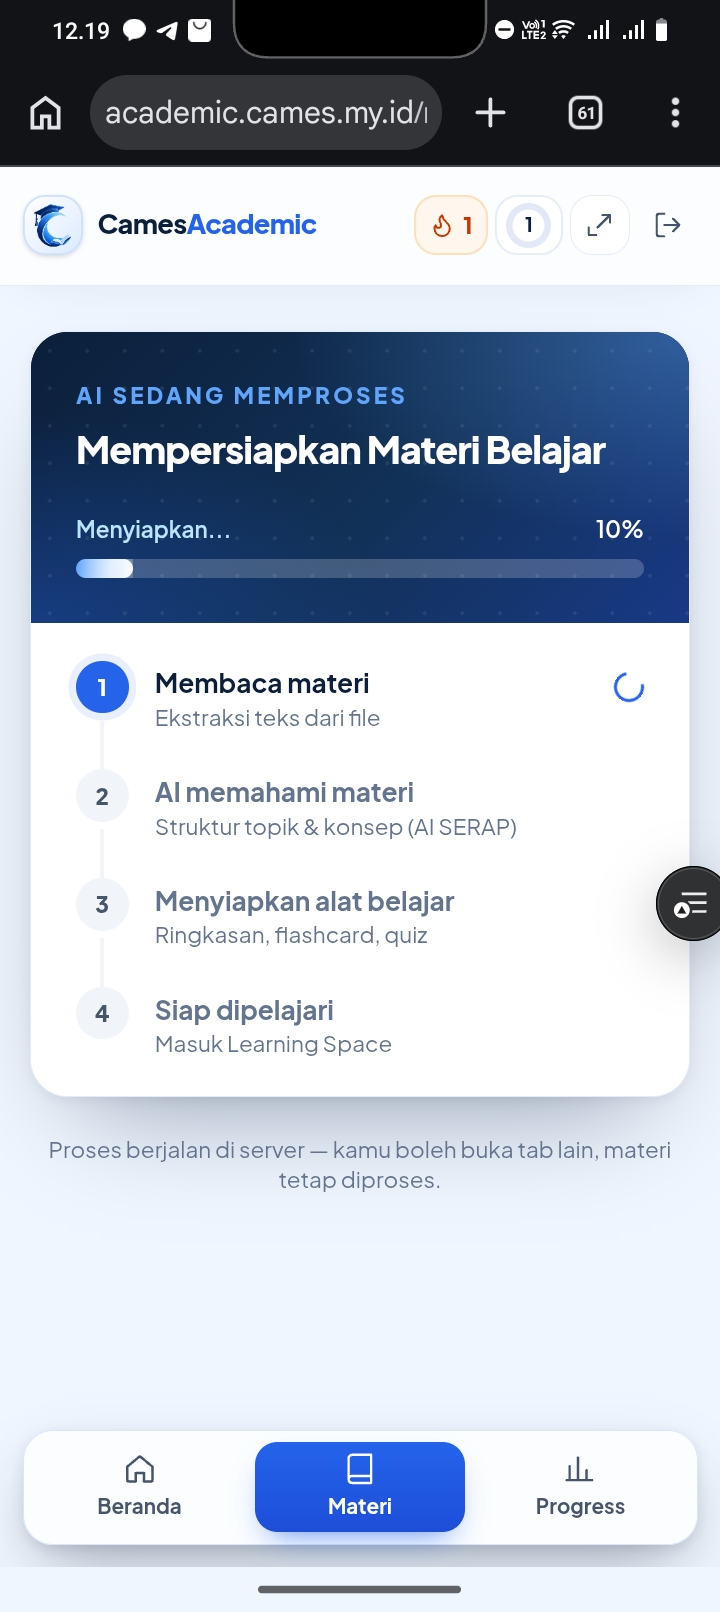 12.19
Vo)) 1
LTE2
academic.cames.my.id/
61
CamesAcademic
1
1
AI SEDANG MEMPROSES
Mempersiapkan Materi Belajar
Menyiapkan...
10%
1
Membaca materi
Ekstraksi teks dari file
2
AI memahami materi
Struktur topik & konsep (AI SERAP)
3
Menyiapkan alat belajar
Ringkasan, flashcard, quiz
4
Siap dipelajari
Masuk Learning Space
Proses berjalan di server — kamu boleh buka tab lain, materi
tetap diproses.
Beranda
Materi
Progress